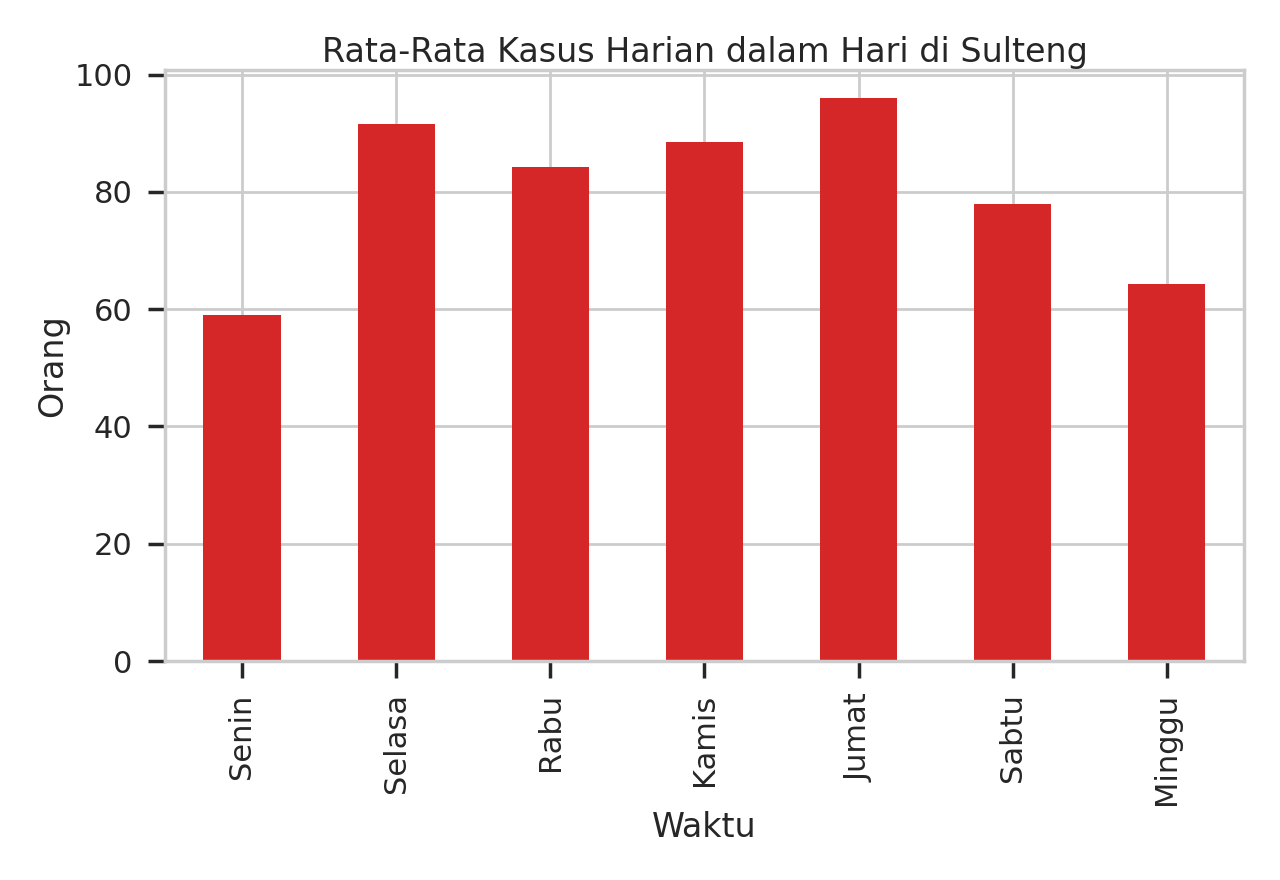 Rata-Rata Kasus Harian dalam Hari di Sulteng
100
80
60
40
20
0
Orang
Senin
Selasa
Rabu
Kamis
Jumat
Sabtu
Minggu
Waktu